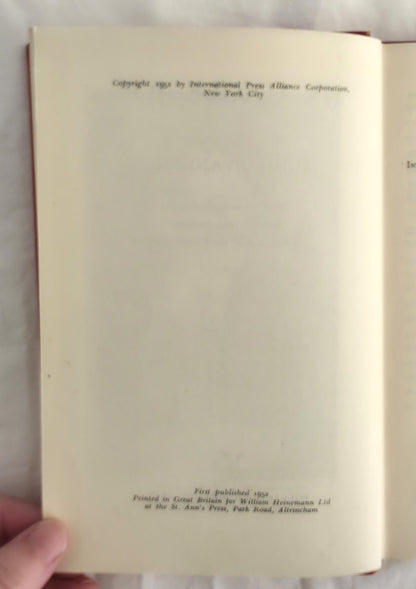 Copyright 1952 by International Press Alliance Corporation,
New York City
In
First published 1952
Printed in Great Britain for William Heinemann Ltd
at the St. Ann's Press, Park Road, Altrincham